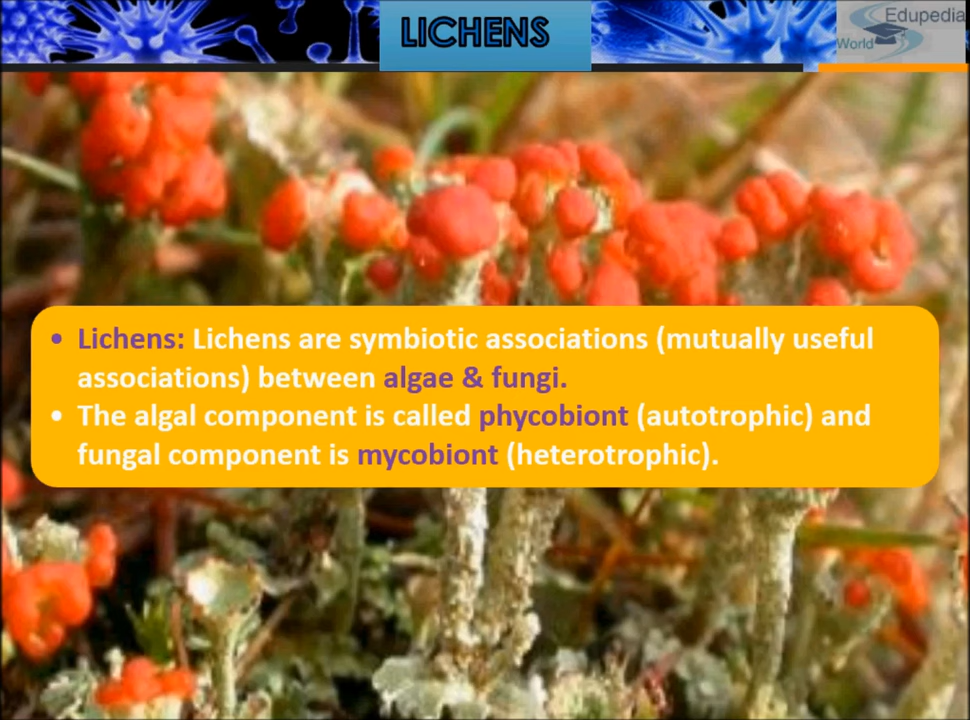 LICHENS
Edupedia
World
• Lichens: Lichens are symbiotic associations (mutually useful
associations) between algae & fungi.
• The algal component is called phycobiont (autotrophic) and
fungal component is mycobiont (heterotrophic).